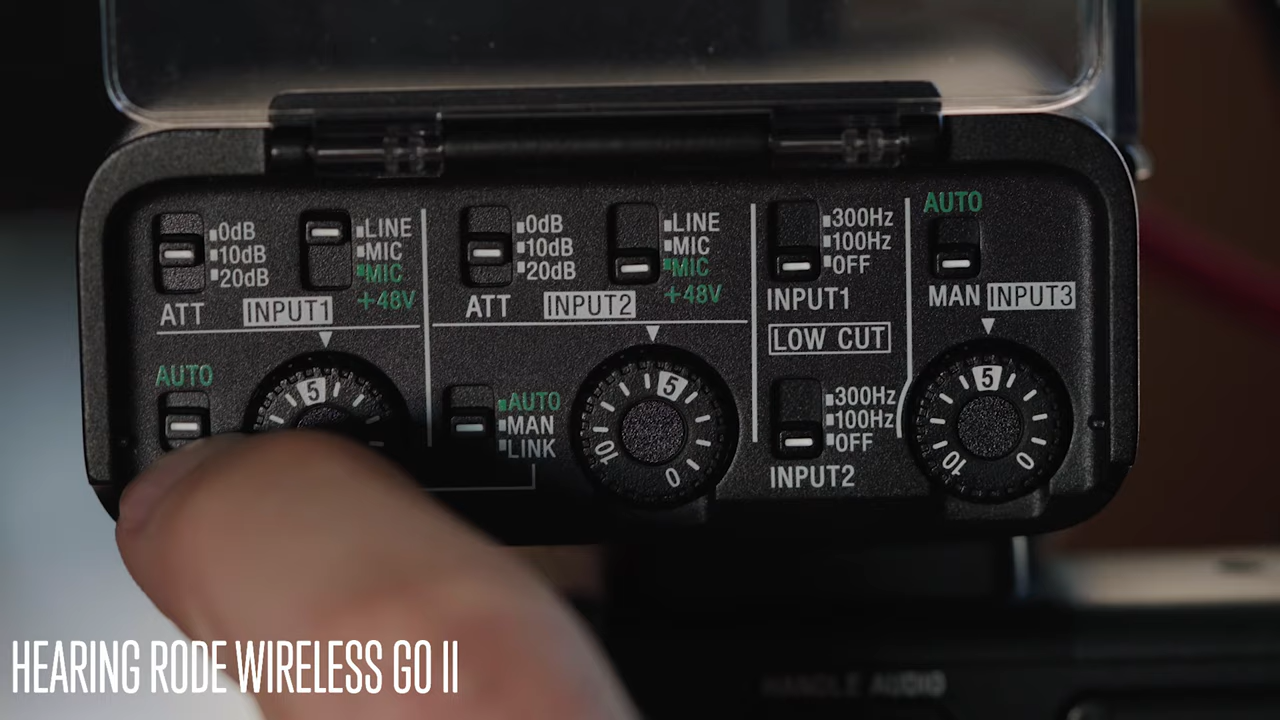 0dB
10dB
20dB
ATT
INPUT1
LINE
MIC
MIC
+48V
0dB
10dB
20dB
ATT
INPUT2
LINE
MIC
MIC
+48V
300Hz
100Hz
OFF
INPUT1
LOW CUT
AUTO
MAN INPUT3
AUTO
5
AUTO
MAN
LINK
5
10
0
300Hz
100Hz
OFF
INPUT2
5
10
0
HANDLE AUDIO
HEARING RODE WIRELESS GO II